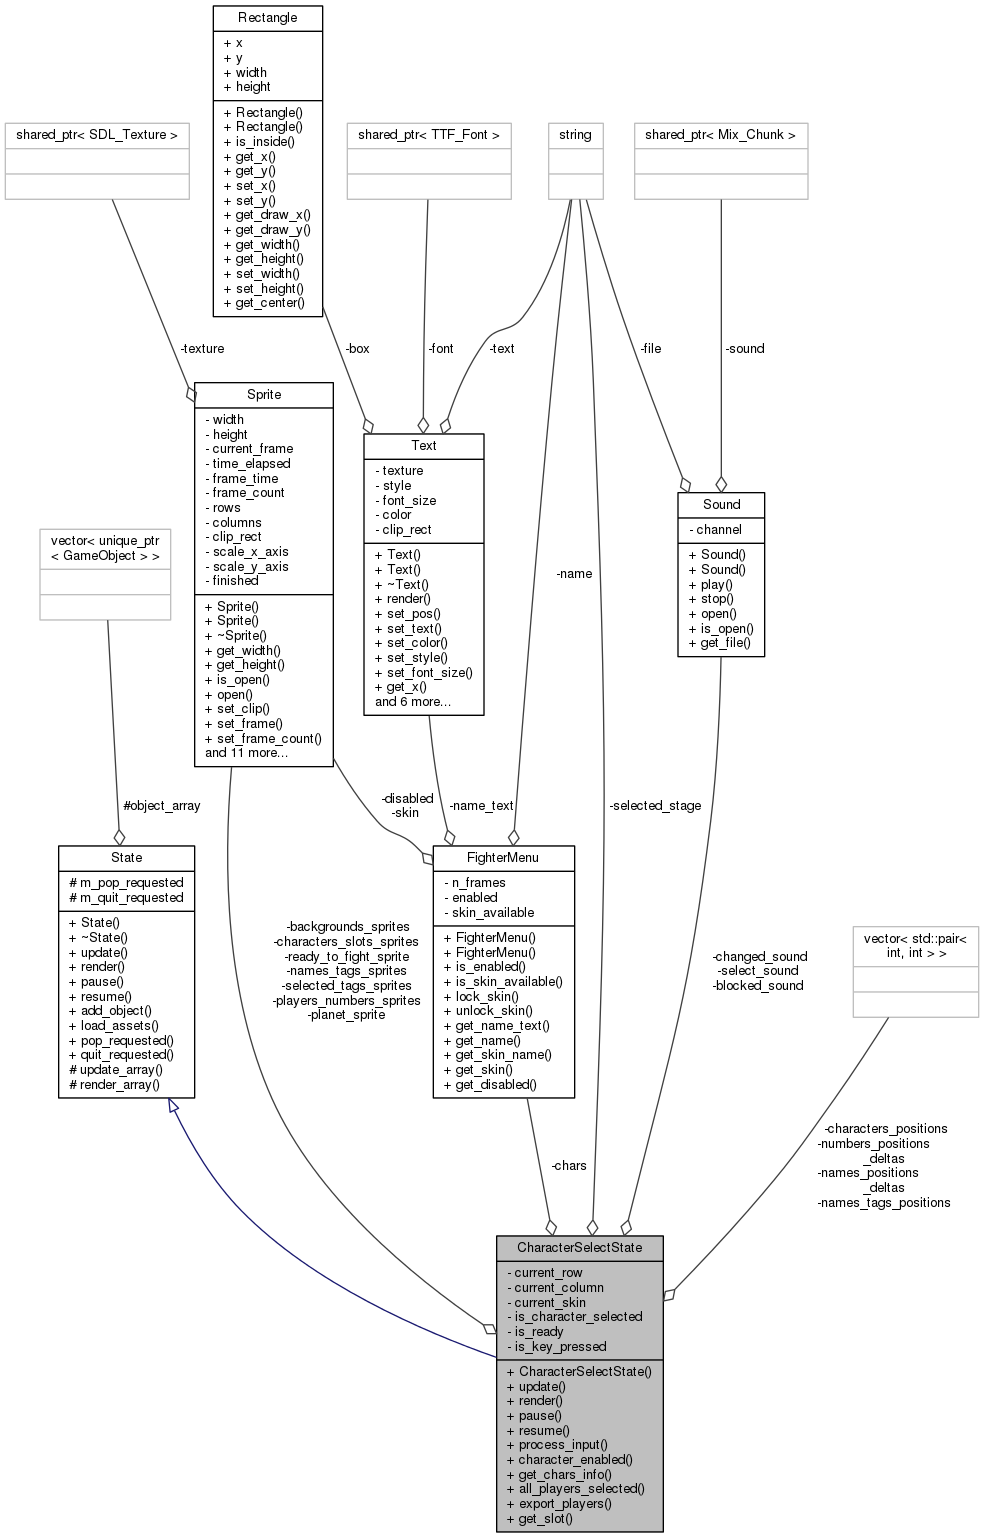 Rectangle
+ x
+ y
+ width
+ height
+ Rectangle()
+ Rectangle()
+ is_inside()
+ get_x()
+ get_y()
+ set_x()
+ set_y()
+ get_draw_x()
+ get_draw_y()
+ get_width()
+ get_height()
+ set_width()
+ set_height()
+ get_center()
shared_ptr< SDL_Texture >
shared_ptr< TTF_Font >
string
shared_ptr< Mix_Chunk >
-texture
-box
-font
-text
-file
-sound
Sprite
- width
- height
- current_frame
- time_elapsed
- frame_time
- frame_count
- rows
- columns
- clip_rect
- scale_x_axis
- scale_y_axis
- finished
+ Sprite()
+ Sprite()
+ ~Sprite()
+ get_width()
+ get_height()
+ is_open()
+ open()
+ set_clip()
+ set_frame()
+ set_frame_count()
and 11 more...
Text
- texture
- style
- font_size
- color
- clip_rect
+ Text()
+ Text()
+ ~Text()
+ render()
+ set_pos()
+ set_text()
+ set_color()
+ set_style()
+ set_font_size()
+ get_x()
and 6 more...
Sound
- channel
+ Sound()
+ Sound()
+ play()
+ stop()
+ open()
+ is_open()
+ get_file()
vector< unique_ptr
< GameObject > >
-name
#object_array
-disabled
-skin
-name_text
-selected_stage
State
# m_pop_requested
# m_quit_requested
+ State()
+ ~State()
+ update()
+ render()
+ pause()
+ resume()
+ add_object()
+ load_assets()
+ pop_requested()
+ quit_requested()
# update_array()
# render_array()
-backgrounds_sprites
-characters_slots_sprites
-ready_to_fight_sprite
-names_tags_sprites
-selected_tags_sprites
-players_numbers_sprites
-planet_sprite
FighterMenu
- n_frames
- enabled
- skin_available
+ FighterMenu()
+ FighterMenu()
+ is_enabled()
+ is_skin_available()
+ lock_skin()
+ unlock_skin()
+ get_name_text()
+ get_name()
+ get_skin_name()
+ get_skin()
+ get_disabled()
-changed_sound
-select_sound
-blocked_sound
vector< std::pair<
int, int > >
-chars
-characters_positions
-numbers_positions
_deltas
-names_positions
_deltas
-names_tags_positions
CharacterSelectState
- current_row
- current_column
- current_skin
- is_character_selected
- is_ready
- is_key_pressed
+ CharacterSelectState()
+ update()
+ render()
+ pause()
+ resume()
+ process_input()
+ character_enabled()
+ get_chars_info()
+ all_players_selected()
+ export_players()
+ get_slot()